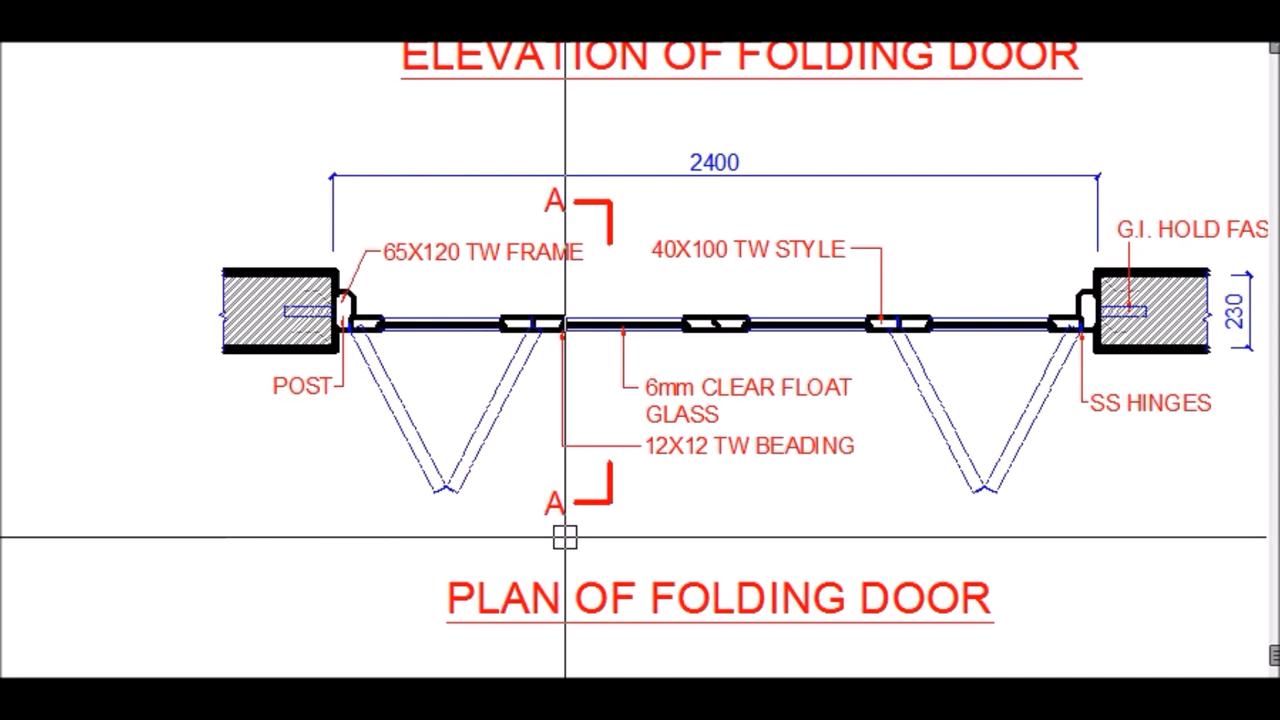 ELEVATION OF FOLDING DOOR
2400
A
G.I. HOLD FAS
65X120 TW FRAME
40X100 TW STYLE
230
POST
6mm CLEAR FLOAT
GLASS
SS HINGES
12X12 TW BEADING
A
PLAN OF FOLDING DOOR